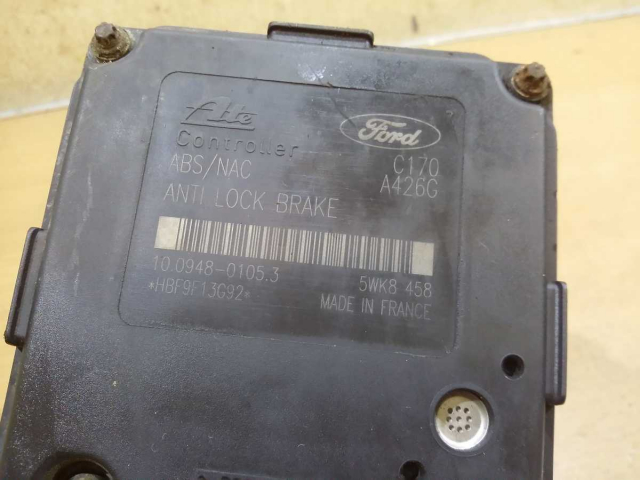 Ate
Ford
Controller
C170
ABS/NAC
A426G
ANTI LOCK BRAKE
10.0948-0105.3
5WK8 458
*HBF9F13G92*
MADE IN FRANCE